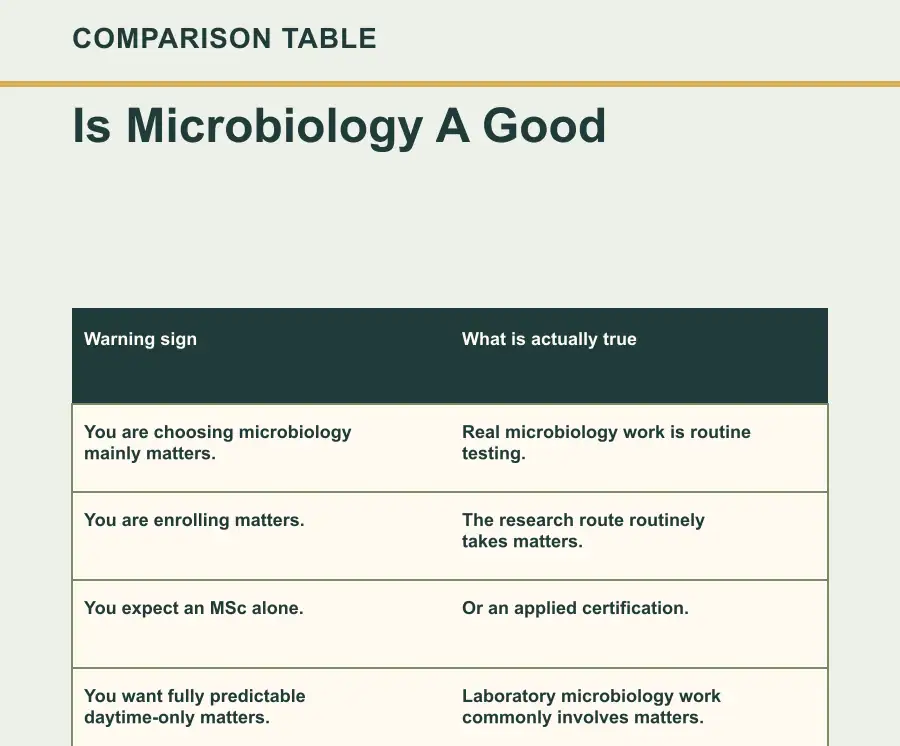 COMPARISON TABLE
Is Microbiology A Good
Warning sign
What is actually true
You are choosing microbiology
mainly matters.
Real microbiology work is routine
testing.
You are enrolling matters.
The research route routinely
takes matters.
You expect an MSc alone.
Or an applied certification.
You want fully predictable
daytime-only matters.
Laboratory microbiology work
commonly involves matters.